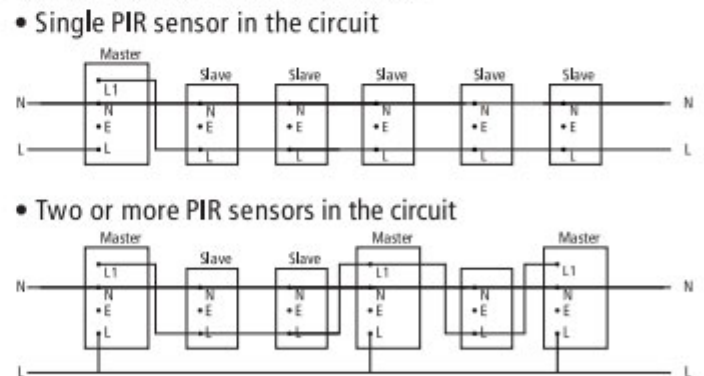 • Single PIR sensor in the circuit
Master
Slave Slave Slave Slave Slave
L1
N N N N N N N N
• E • E • E • E • E • E
L L L L L L L L
• Two or more PIR sensors in the circuit
Master Master Master
Slave Slave
L1 L1 L1
N N N N N N N N
• E • E • E • E • E • E
L L L L L L
L L